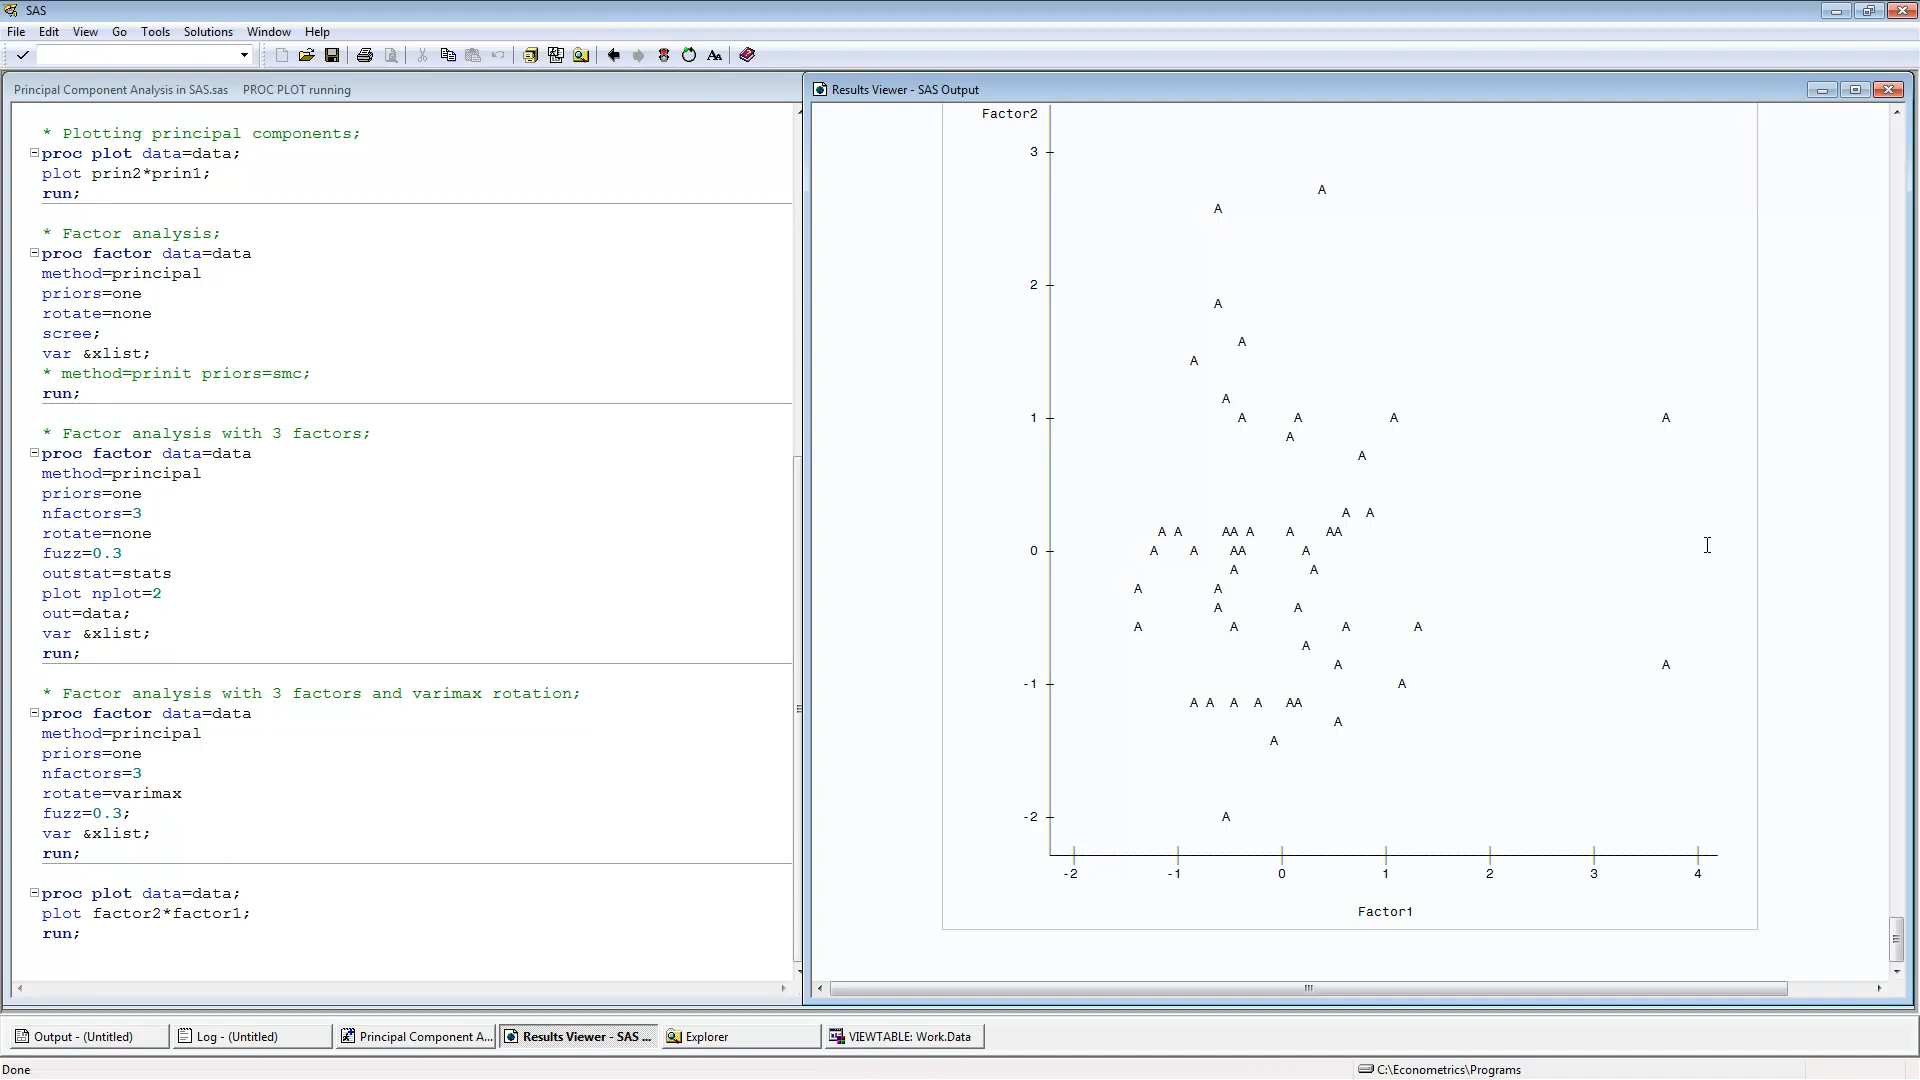 SAS
File Edit View Go Tools Solutions Window Help
Principal Component Analysis in SAS.sas PROC PLOT running
* Plotting principal components;
proc plot data=data;
plot prin2*prin1;
run;
* Factor analysis;
proc factor data=data
method=principal
priors=one
rotate=none
scree;
var &xlist;
* method=prinit priors=smc;
run;
* Factor analysis with 3 factors;
proc factor data=data
method=principal
priors=one
nfactors=3
rotate=none
fuzz=0.3
outstat=stats
plot nplot=2
out=data;
var &xlist;
run;
* Factor analysis with 3 factors and varimax rotation;
proc factor data=data
method=principal
priors=one
nfactors=3
rotate=varimax
fuzz=0.3;
var &xlist;
run;
proc plot data=data;
plot factor2*factor1;
run;
Results Viewer - SAS Output
Factor2
3
A
A
2
A
A
A
A
1 A A A A
A
A
A A
A A AA A A AA
0 A A AA A
A A
A A
A A
A A A A
A
A A
-1 A
A A A A AA
A
A
-2 A
-2 -1 0 1 2 3 4
Factor1
Output - (Untitled) Log - (Untitled) Principal Component A... Results Viewer - SAS ... Explorer VIEWTABLE: Work.Data
Done C:\Econometrics\Programs